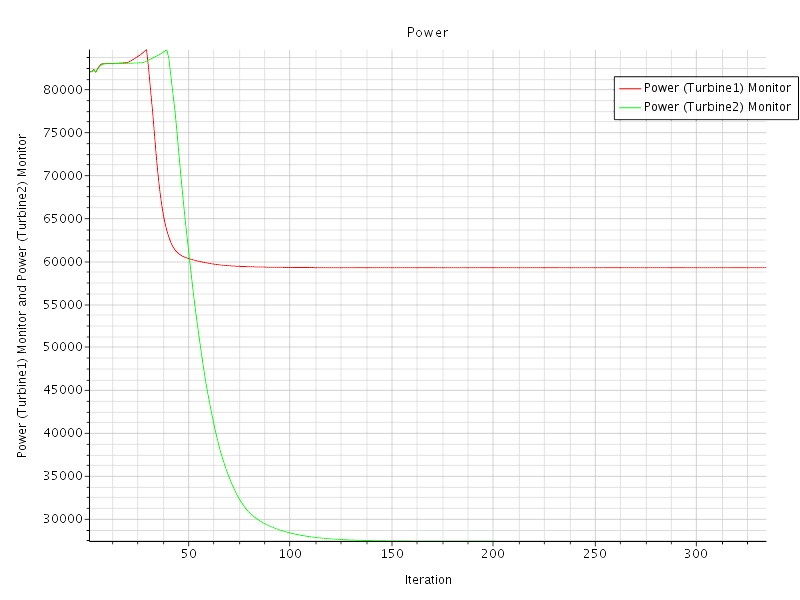 Power
Power (Turbine1) Monitor
Power (Turbine2) Monitor
Power (Turbine1) Monitor and Power (Turbine2) Monitor
80000
75000
70000
65000
60000
55000
50000
45000
40000
35000
30000
50 100 150 200 250 300
Iteration